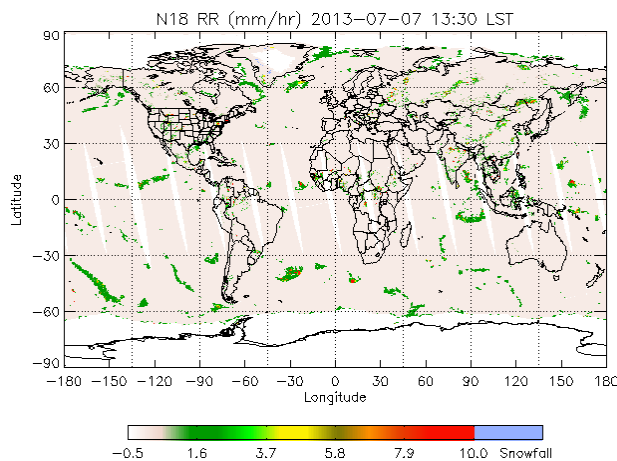 N18 RR (mm/hr) 2013-07-07 13:30 LST
90
60
30
0
-30
-60
-90
Latitude
-180 -150 -120 -90 -60 -30 0 30 60 90 120 150 180
Longitude
-0.5 1.6 3.7 5.8 7.9 10.0 Snowfall